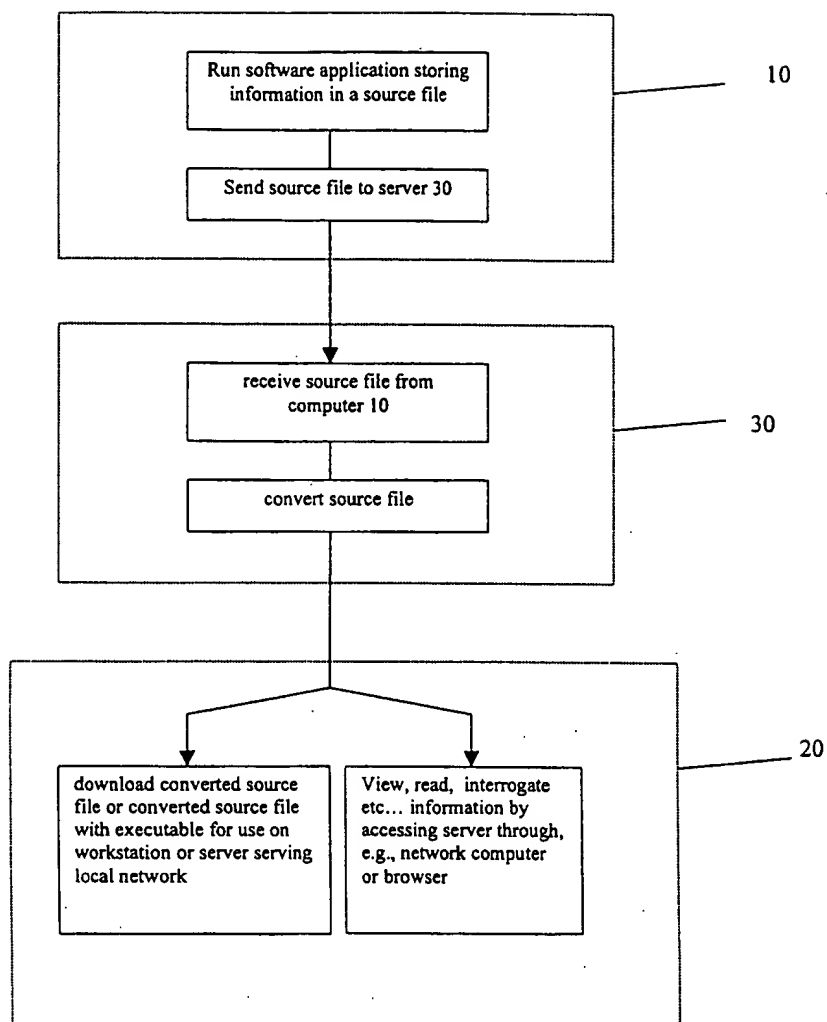 Run software application storing
information in a source file
10
Send source file to server 30
receive source file from
computer 10
30
convert source file
20
download converted source
file or converted source file
with executable for use on
workstation or server serving
local network
View, read, interrogate
etc... information by
accessing server through,
e.g., network computer
or browser